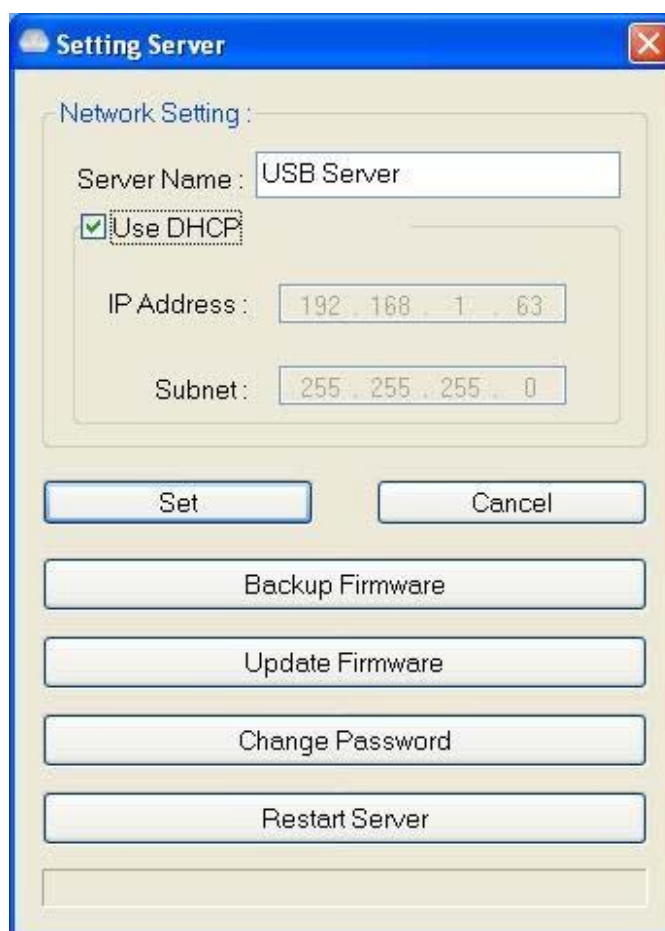 Setting Server
Network Setting :
Server Name : USB Server
Use DHCP
IP Address : 192 . 168 . 1 . 63
Subnet : 255 . 255 . 255 . 0
Set Cancel
Backup Firmware
Update Firmware
Change Password
Restart Server